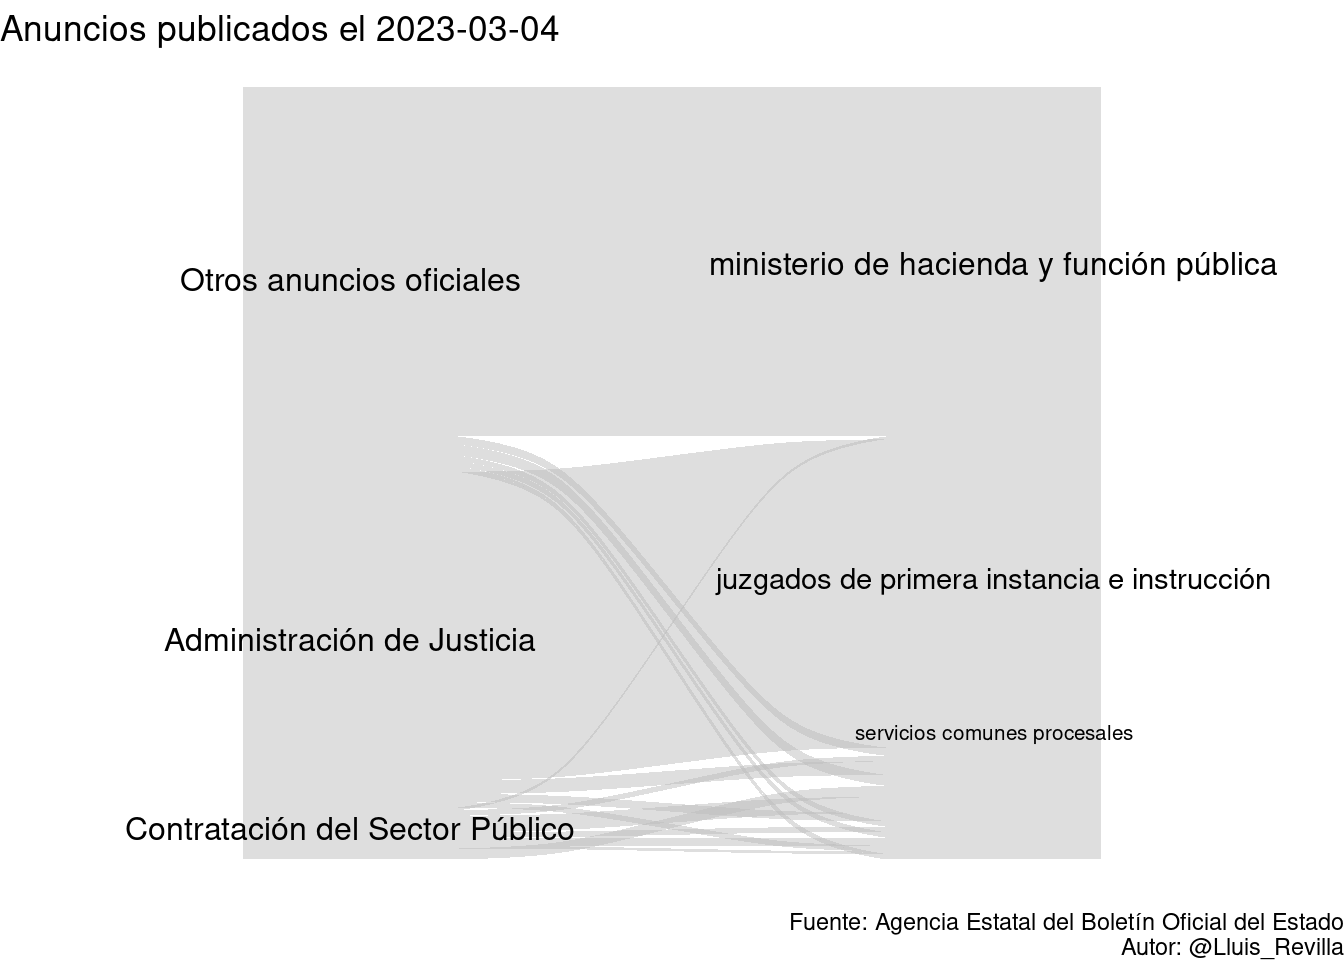 Anuncios publicados el 2023-03-04
Otros anuncios oficiales
ministerio de hacienda y función pública
juzgados de primera instancia e instrucción
Administración de Justicia
servicios comunes procesales
Contratación del Sector Público
Fuente: Agencia Estatal del Boletín Oficial del Estado
Autor: @Lluis_Revilla